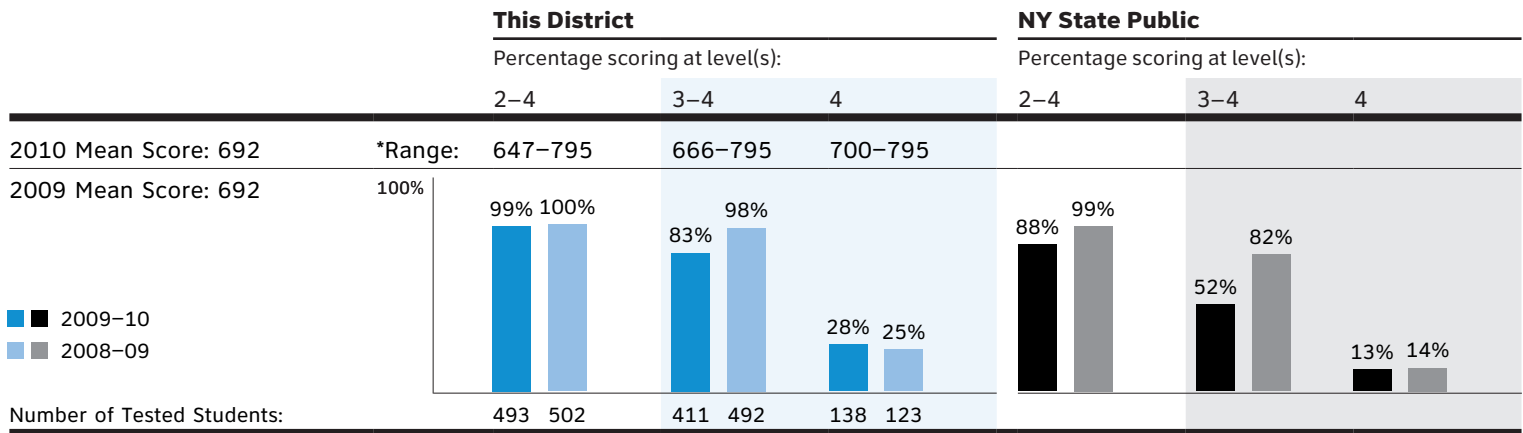 This District NY State Public
Percentage scoring at level(s): Percentage scoring at level(s):
2–4 3–4 4 2–4 3–4 4
2010 Mean Score: 692 *Range: 647–795 666–795 700–795
2009 Mean Score: 692 100%
99% 100% 83% 98% 28% 25% 88% 99% 52% 82% 13% 14%
2009–10
2008–09
Number of Tested Students: 493 502 411 492 138 123